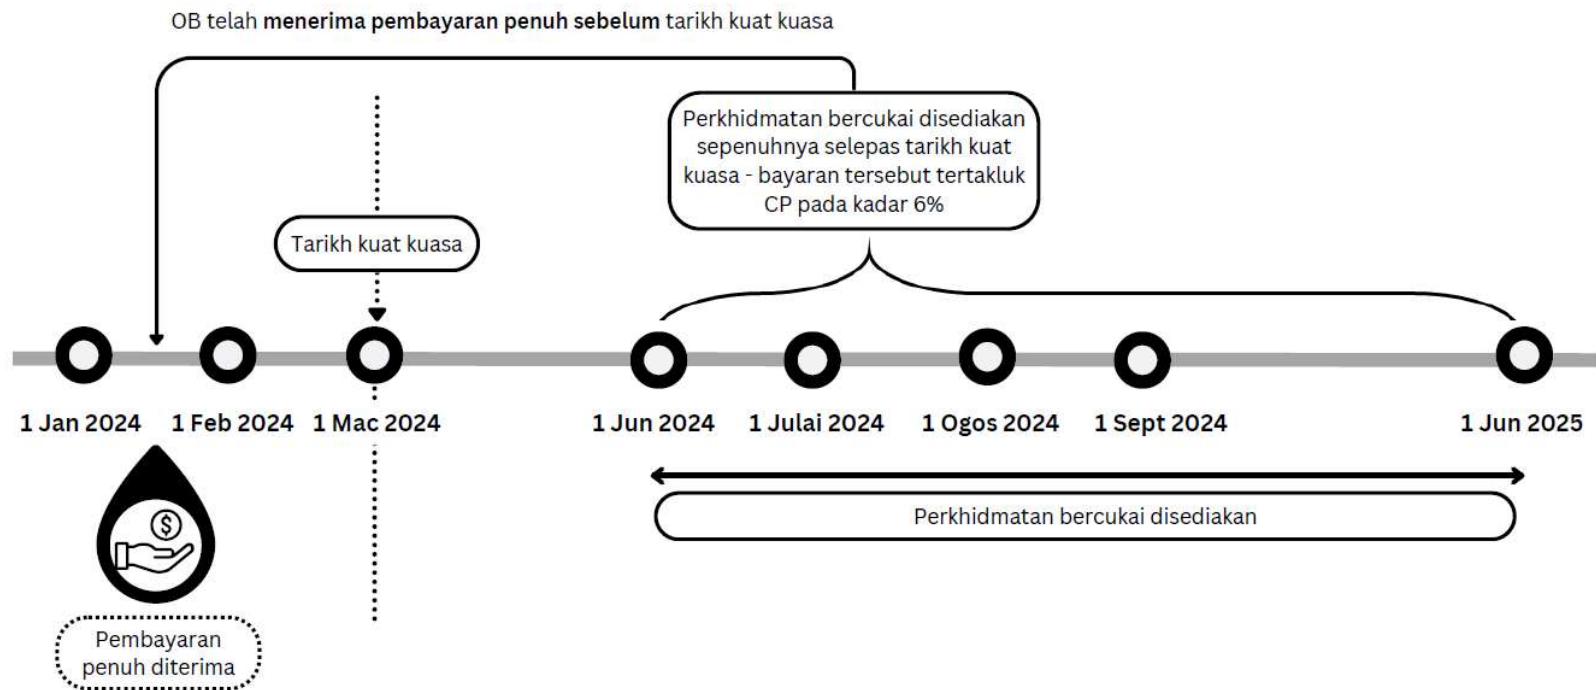 OB telah menerima pembayaran penuh sebelum tarikh kuat kuasa
Perkhidmatan bercukai disediakan
sepenuhnya selepas tarikh kuat
kuasa - bayaran tersebut tertakluk
CP pada kadar 6%
Tarikh kuat kuasa
1 Jan 2024
1 Feb 2024
1 Mac 2024
1 Jun 2024
1 Julai 2024
1 Ogos 2024
1 Sept 2024
1 Jun 2025
Perkhidmatan bercukai disediakan
$
Pembayaran
penuh diterima